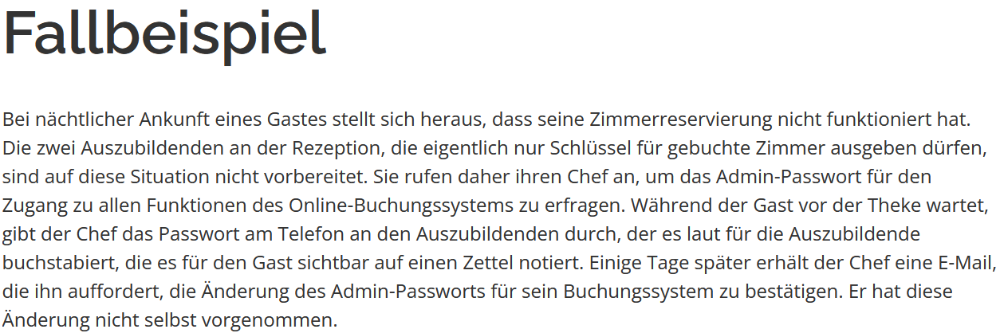 Fallbeispiel
Bei nächtlicher Ankunft eines Gastes stellt sich heraus, dass seine Zimmerreservierung nicht funktioniert hat.
Die zwei Auszubildenden an der Rezeption, die eigentlich nur Schlüssel für gebuchte Zimmer ausgeben dürfen,
sind auf diese Situation nicht vorbereitet. Sie rufen daher ihren Chef an, um das Admin-Passwort für den
Zugang zu allen Funktionen des Online-Buchungssystems zu erfragen. Während der Gast vor der Theke wartet,
gibt der Chef das Passwort am Telefon an den Auszubildenden durch, der es laut für die Auszubildende
buchstabiert, die es für den Gast sichtbar auf einen Zettel notiert. Einige Tage später erhält der Chef eine E-Mail,
die ihn auffordert, die Änderung des Admin-Passworts für sein Buchungssystem zu bestätigen. Er hat diese
Änderung nicht selbst vorgenommen.